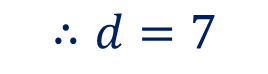 ∴ d = 7